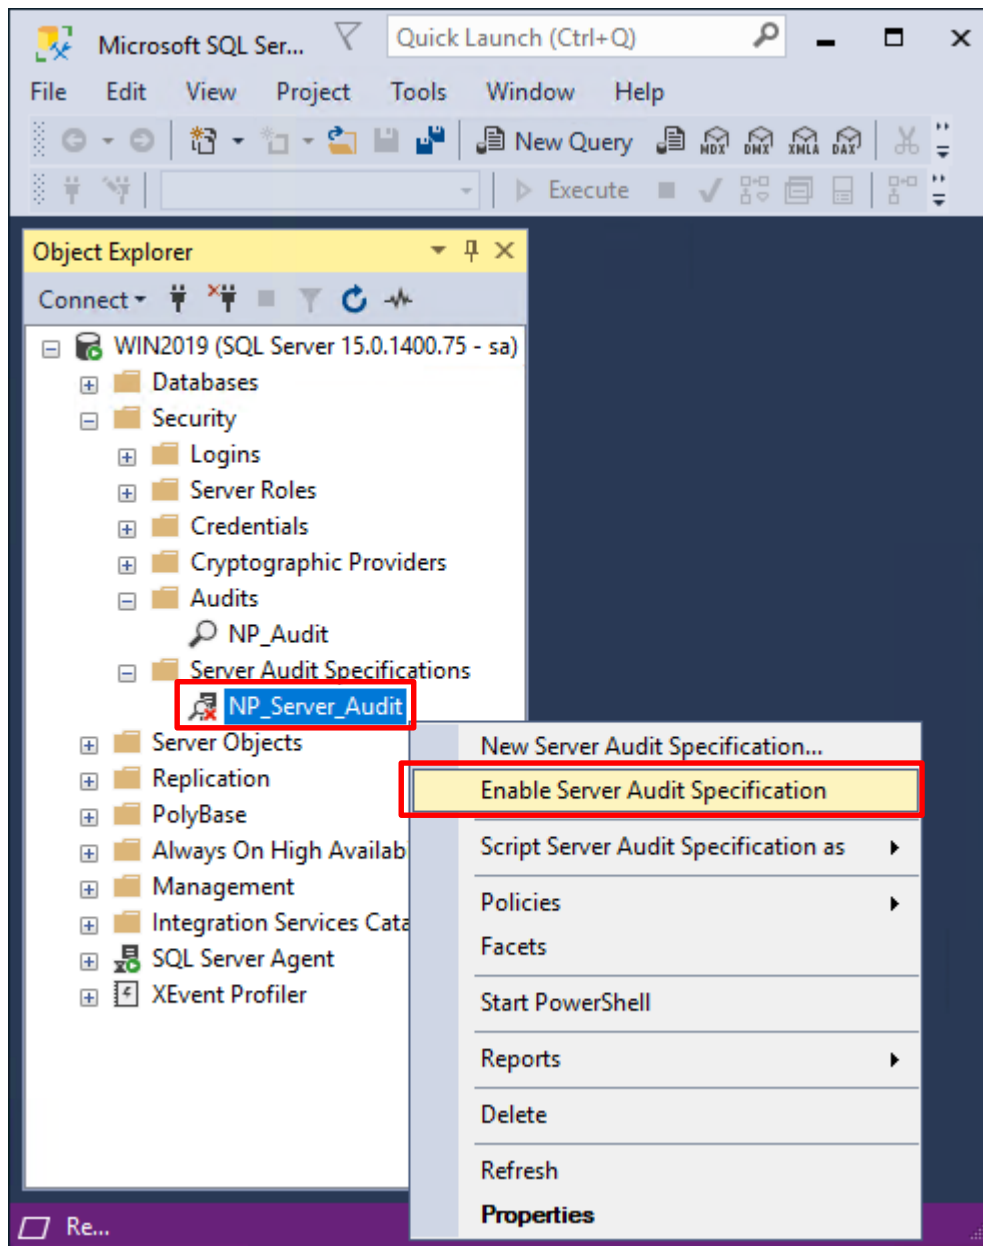 Microsoft SQL Ser...
Quick Launch (Ctrl+Q)
File Edit View Project Tools Window Help
New Query MDX DMX XMLA DAX
Execute
Object Explorer
Connect
WIN2019 (SQL Server 15.0.1400.75 - sa)
Databases
Security
Logins
Server Roles
Credentials
Cryptographic Providers
Audits
NP_Audit
Server Audit Specifications
NP_Server_Audit
Server Objects
Replication
PolyBase
Always On High Availab
Management
Integration Services Cata
SQL Server Agent
XEvent Profiler
New Server Audit Specification...
Enable Server Audit Specification
Script Server Audit Specification as
Policies
Facets
Start PowerShell
Reports
Delete
Refresh
Properties
Re...